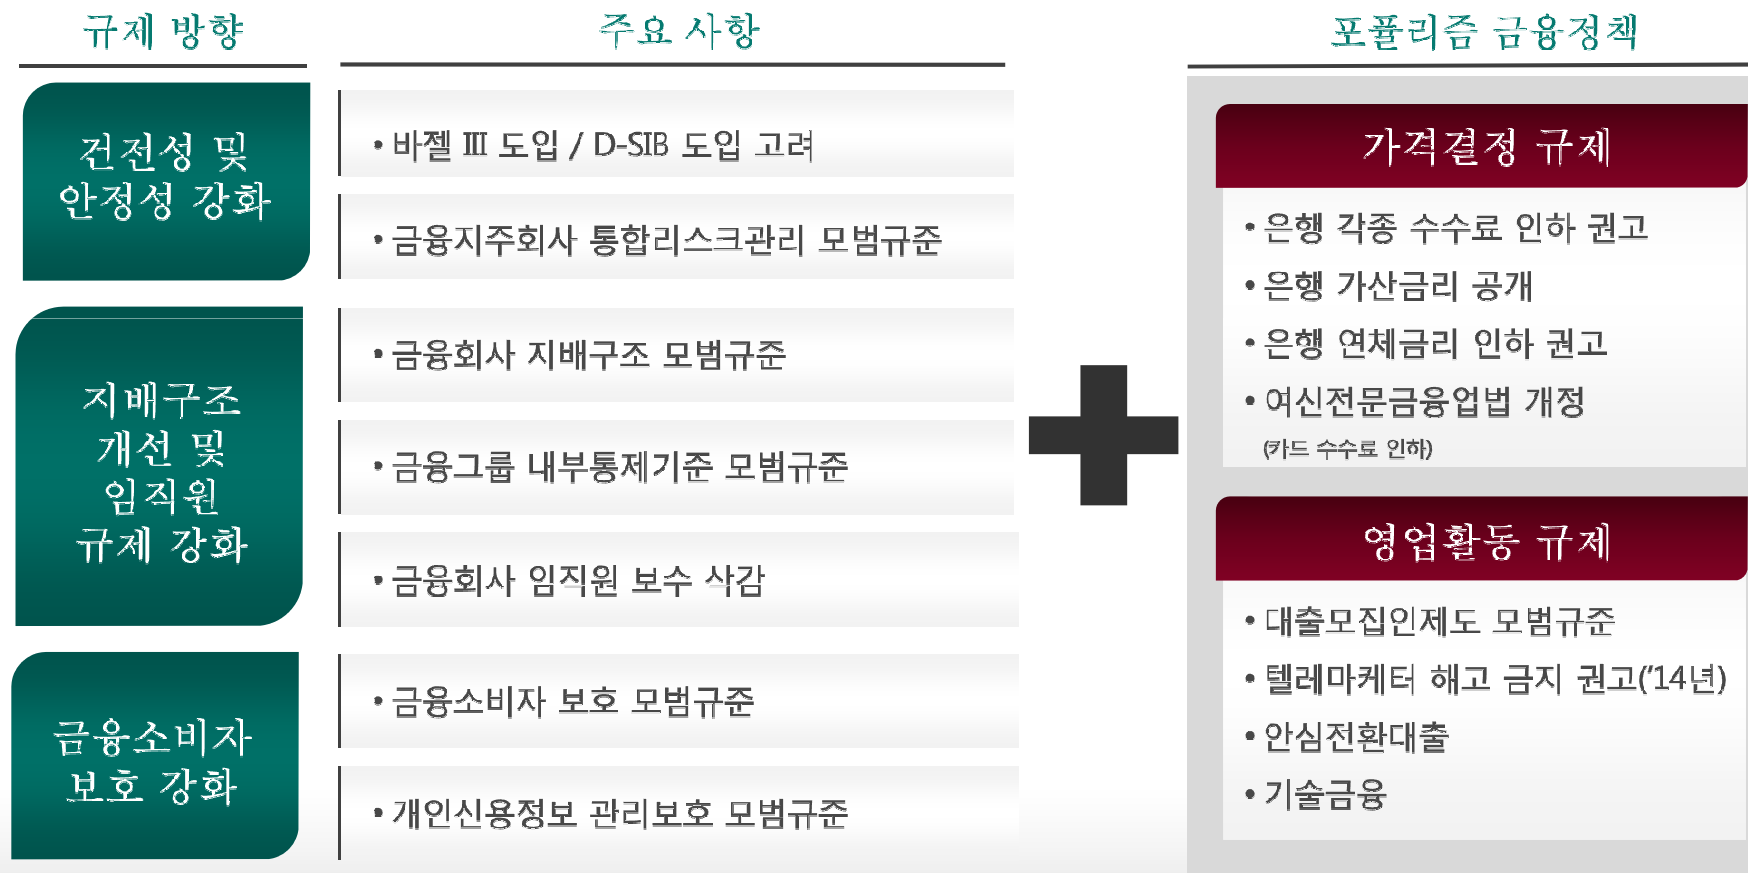 규제 방향
주요 사항
포퓰리즘 금융정책
건전성 및
안정성 강화
• 바젤 Ⅲ 도입 / D-SIB 도입 고려
• 금융지주회사 통합리스크관리 모범규준
지배구조
개선 및
임직원
규제 강화
• 금융회사 지배구조 모범규준
• 금융그룹 내부통제기준 모범규준
• 금융회사 임직원 보수 삭감
금융소비자
보호 강화
• 금융소비자 보호 모범규준
• 개인신용정보 관리보호 모범규준
가격결정 규제
• 은행 각종 수수료 인하 권고
• 은행 가산금리 공개
• 은행 연체금리 인하 권고
• 여신전문금융업법 개정
(카드 수수료 인하)
영업활동 규제
• 대출모집인제도 모범규준
• 텔레마케터 해고 금지 권고(’14년)
• 안심전환대출
• 기술금융